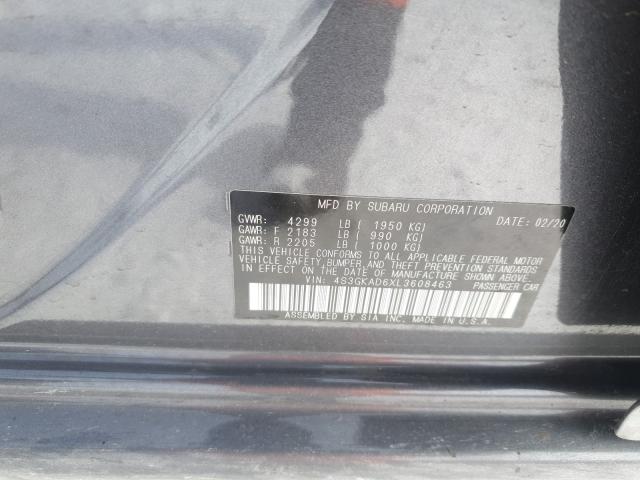 MFD BY SUBARU CORPORATION
GVWR: 4299 LB ( 1950 KG) DATE: 02/20
GAWR: F 2183 LB ( 990 KG)
GAWR: R 2205 LB ( 1000 KG)
THIS VEHICLE CONFORMS TO ALL APPLICABLE FEDERAL MOTOR
VEHICLE SAFETY, BUMPER, AND THEFT PREVENTION STANDARDS
IN EFFECT ON THE DATE OF MANUFACTURE SHOWN ABOVE.
VIN: 4S3GKAD6XL3608463 PASSENGER CAR
ASSEMBLED BY SIA INC. MADE IN U.S.A.